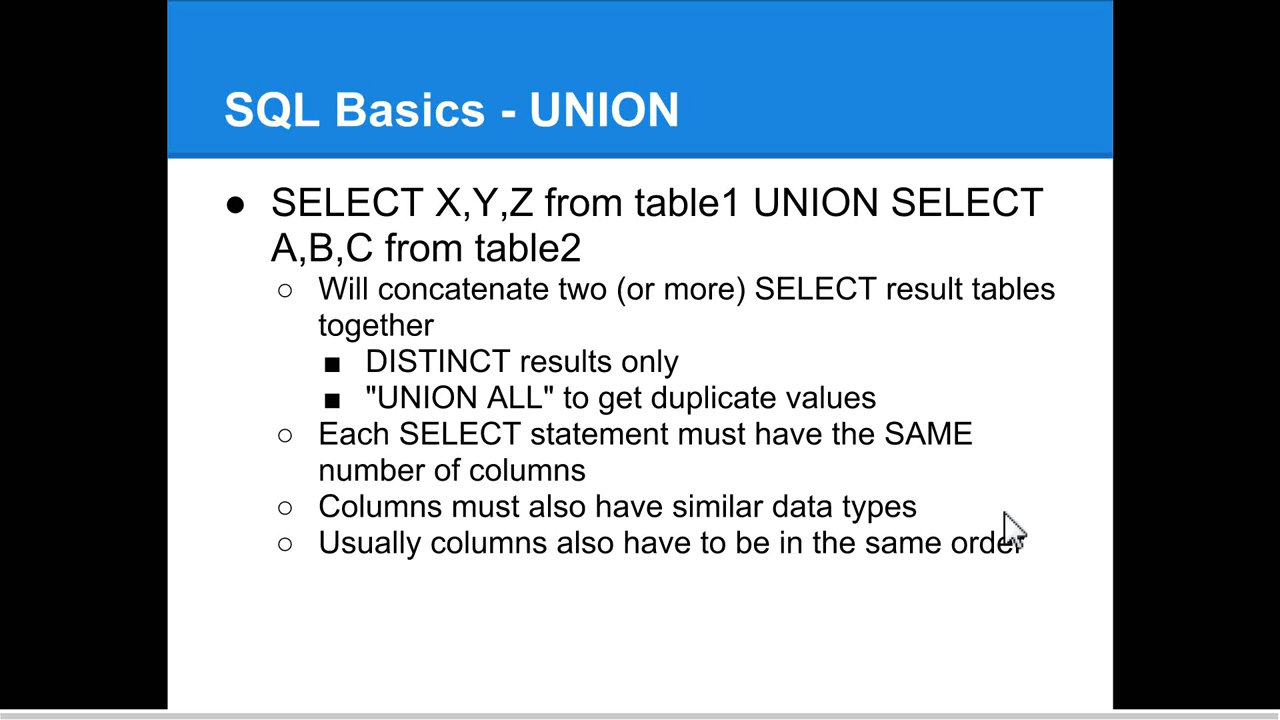 SQL Basics - UNION
● SELECT X,Y,Z from table1 UNION SELECT
A,B,C from table2
○ Will concatenate two (or more) SELECT result tables
together
■ DISTINCT results only
■ "UNION ALL" to get duplicate values
○ Each SELECT statement must have the SAME
number of columns
○ Columns must also have similar data types
○ Usually columns also have to be in the same order